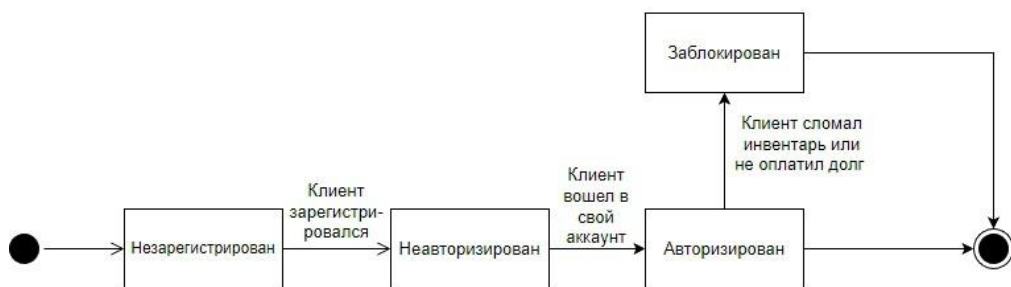 Заблокирован
Клиент сломал
инвентарь или
не оплатил долг
Клиент
зарегистри-
ровался
Клиент
вошел в
свой
аккаунт
Незарегистрирован
Неавторизирован
Авторизирован